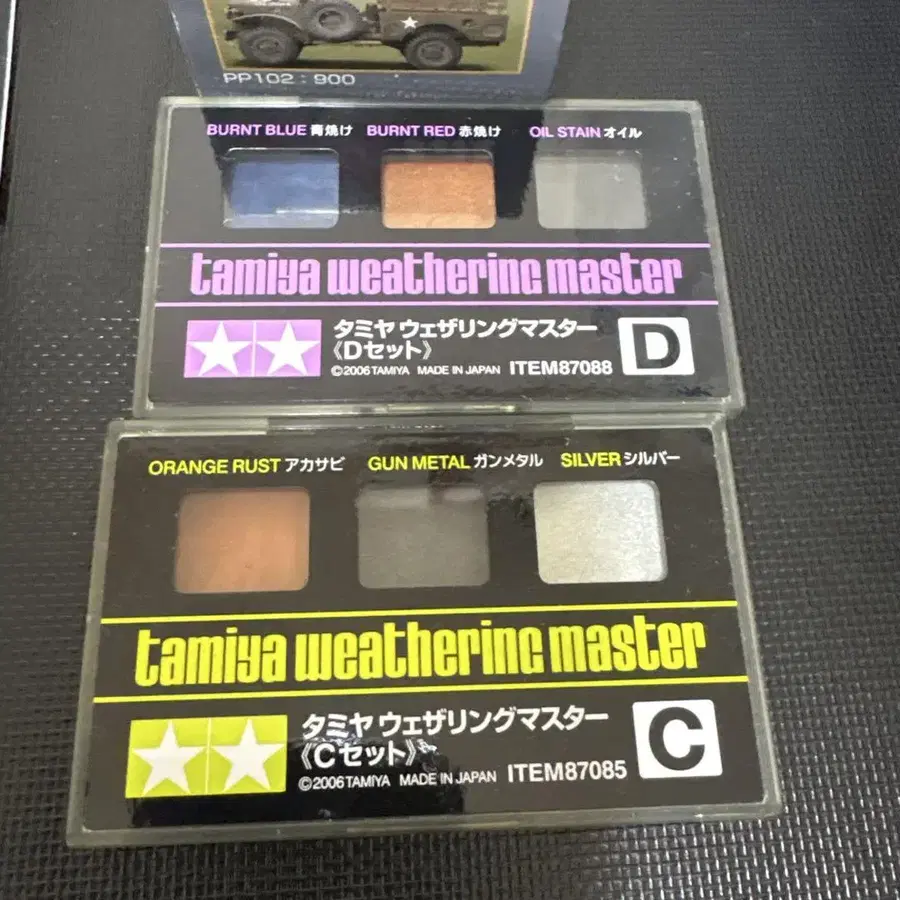 PP102 : 900
BURNT BLUE 青焼け BURNT RED 赤焼け OIL STAIN オイル
tamiya weathering master
タミヤ ウェザリングマスター
《Dセット》
D
©2006 TAMIYA MADE IN JAPAN ITEM87088
ORANGE RUST アカサビ GUN METAL ガンメタル SILVER シルバー
tamiya weathering master
タミヤ ウェザリングマスター
《Cセット》
C
©2006 TAMIYA MADE IN JAPAN ITEM87085